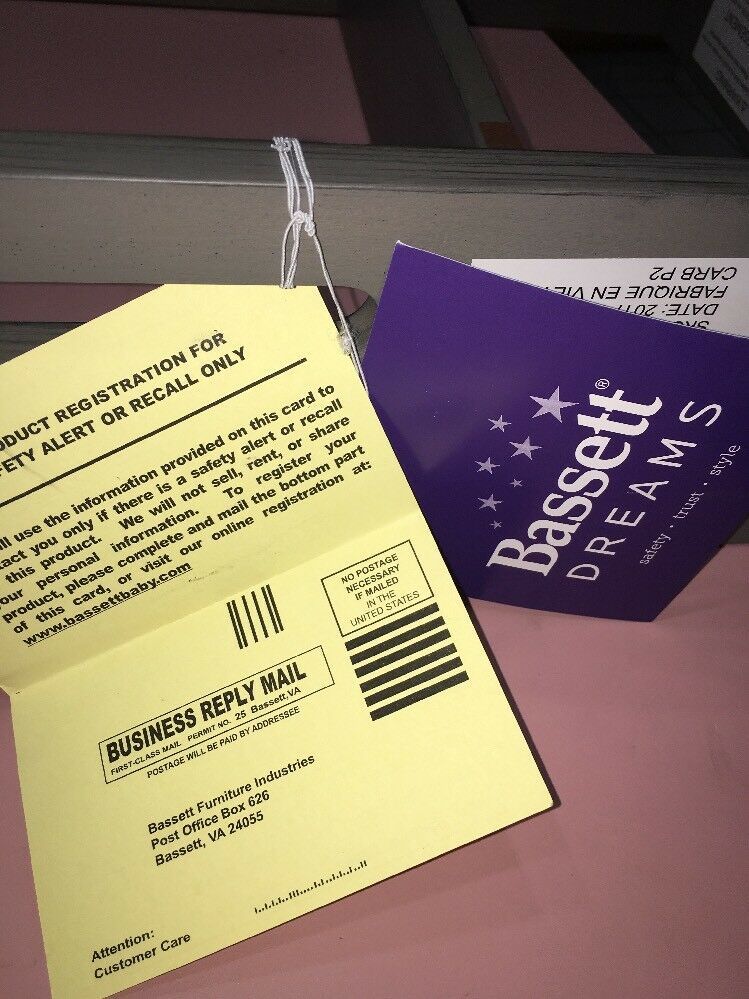 PRODUCT REGISTRATION FOR
SAFETY ALERT OR RECALL ONLY
use the information provided on this card to
you only if there is a safety alert or recall
this product. We will not sell, rent, or share
your personal information. To register your
product, please complete and mail the bottom part
of this card, or visit our online registration at:
www.bassettbaby.com
NO POSTAGE
NECESSARY
IF MAILED
IN THE
UNITED STATES
BUSINESS REPLY MAIL
FIRST-CLASS MAIL PERMIT NO. 25 Bassett,VA
POSTAGE WILL BE PAID BY ADDRESSEE
Bassett Furniture Industries
Post Office Box 626
Bassett, VA 24055
Attention:
Customer Care
Bassett®
DREAMS
safety · trust · style
DATE:
FABRIQUE EN
CARB P2